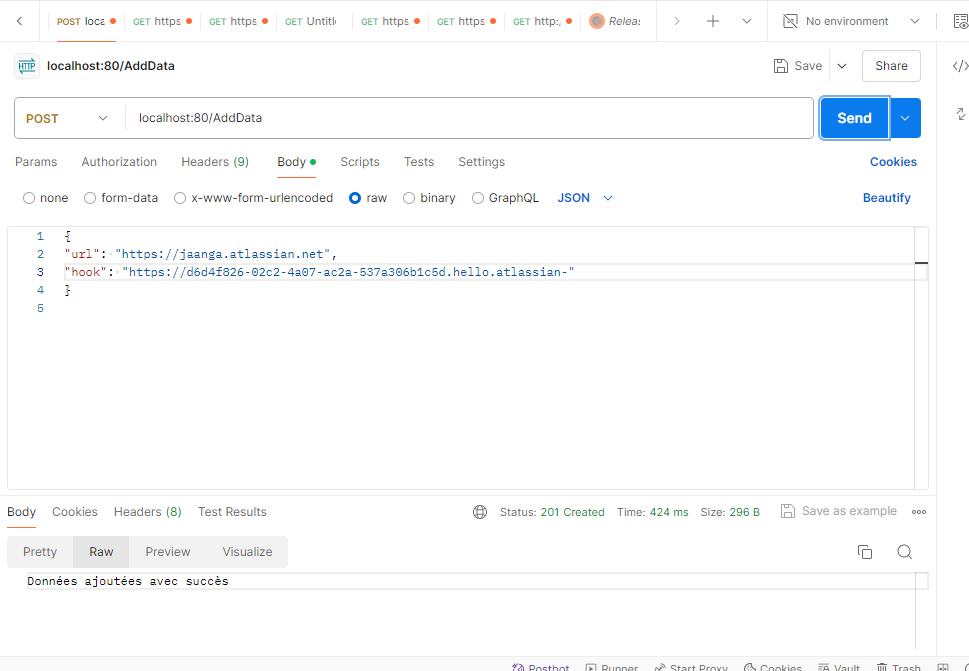 POST loca
GET https
GET https
GET Untitl
GET https
GET https
GET http:,
Releas
No environment
HTTP
localhost:80/AddData
Save
Share
POST
localhost:80/AddData
Send
Params
Authorization
Headers (9)
Body
Scripts
Tests
Settings
Cookies
none
form-data
x-www-form-urlencoded
raw
binary
GraphQL
JSON
Beautify
1 {
2 "url": "https://jaanga.atlassian.net",
3 "hook": "https://d6d4f826-02c2-4a07-ac2a-537a306b1c5d.hello.atlassian-"
4 }
5
Body
Cookies
Headers (8)
Test Results
Status: 201 Created
Time: 424 ms
Size: 296 B
Save as example
Pretty
Raw
Preview
Visualize
Données ajoutées avec succès
Postbot
Runner
Start Proxy
Cookies
Vault
Trash